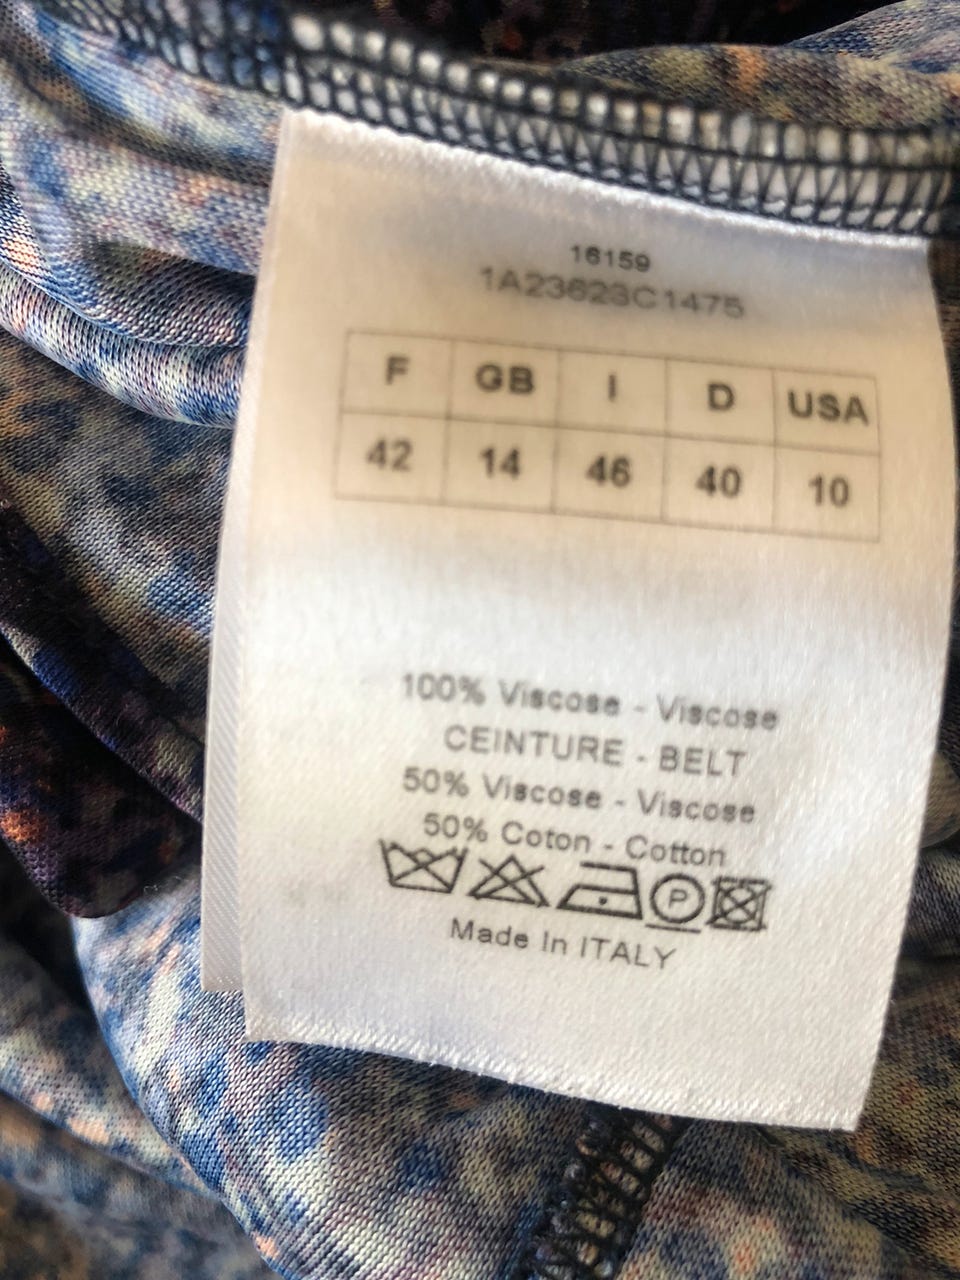 16159
1A23623C1475
F GB I D USA
42 14 46 40 10
100% Viscose - Viscose
CEINTURE - BELT
50% Viscose - Viscose
50% Coton - Cotton
P
Made In ITALY